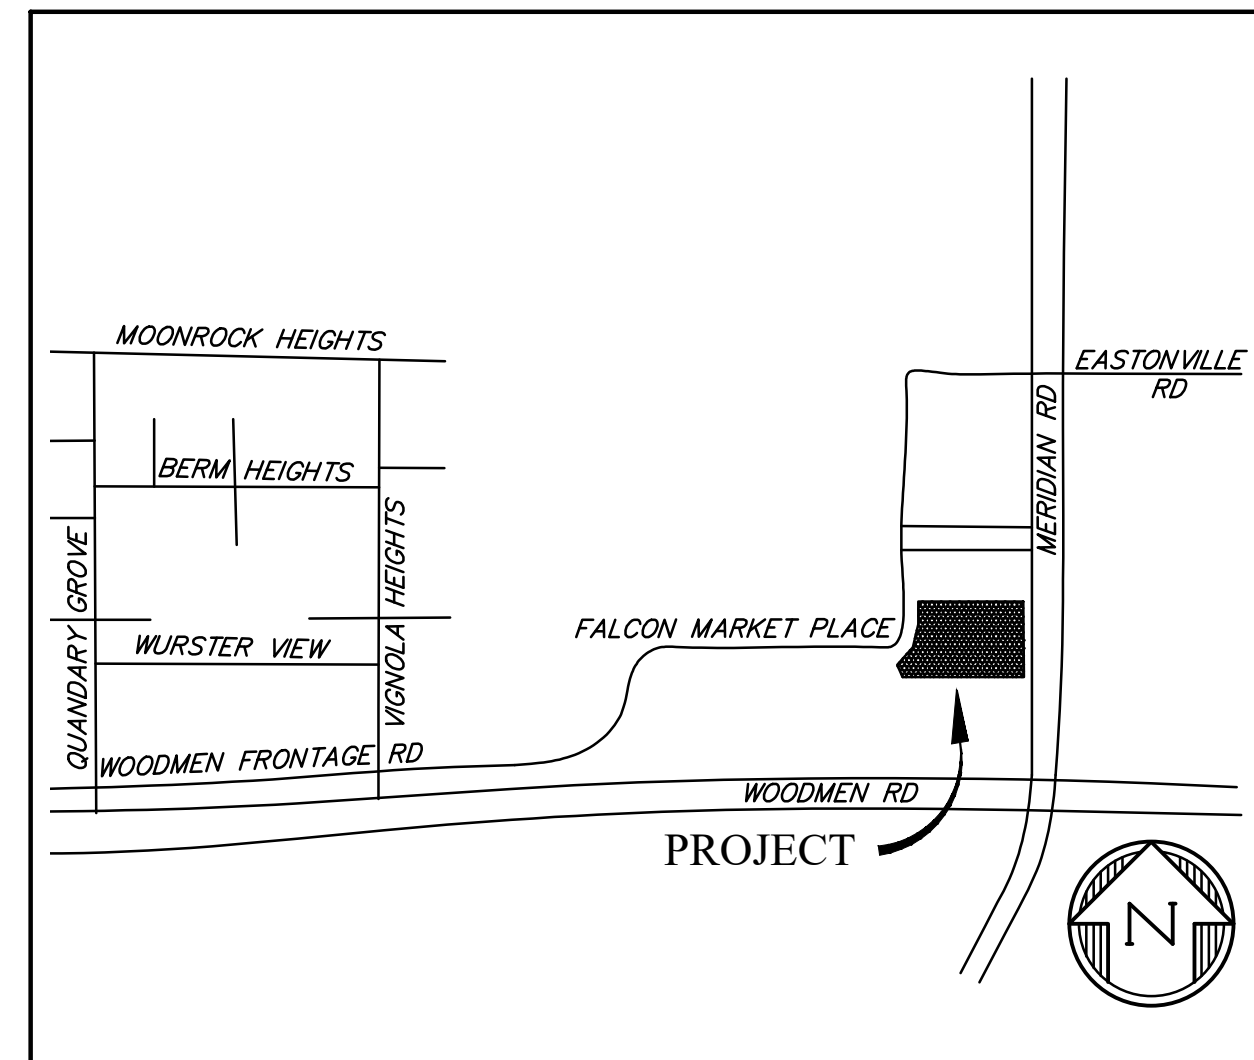 MOONROCK HEIGHTS
EASTONVILLE
RD
MERIDIAN RD
BERM HEIGHTS
QUANDARY GROVE
VIGNOLA HEIGHTS
FALCON MARKET PLACE
WURSTER VIEW
WOODMEN FRONTAGE RD
WOODMEN RD
PROJECT
N